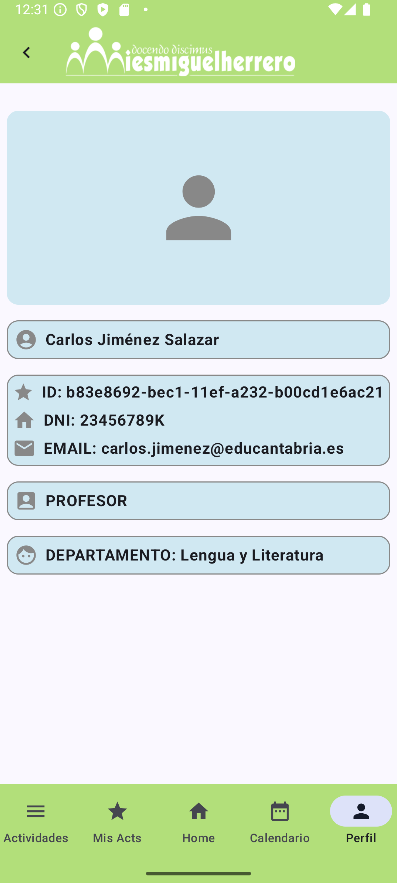 12:31
docendo discimus
iesmiguelherrero
Carlos Jiménez Salazar
ID: b83e8692-bec1-11ef-a232-b00cd1e6ac21
DNI: 23456789K
EMAIL: carlos.jimenez@educantabria.es
PROFESOR
DEPARTAMENTO: Lengua y Literatura
Actividades
Mis Acts
Home
Calendario
Perfil